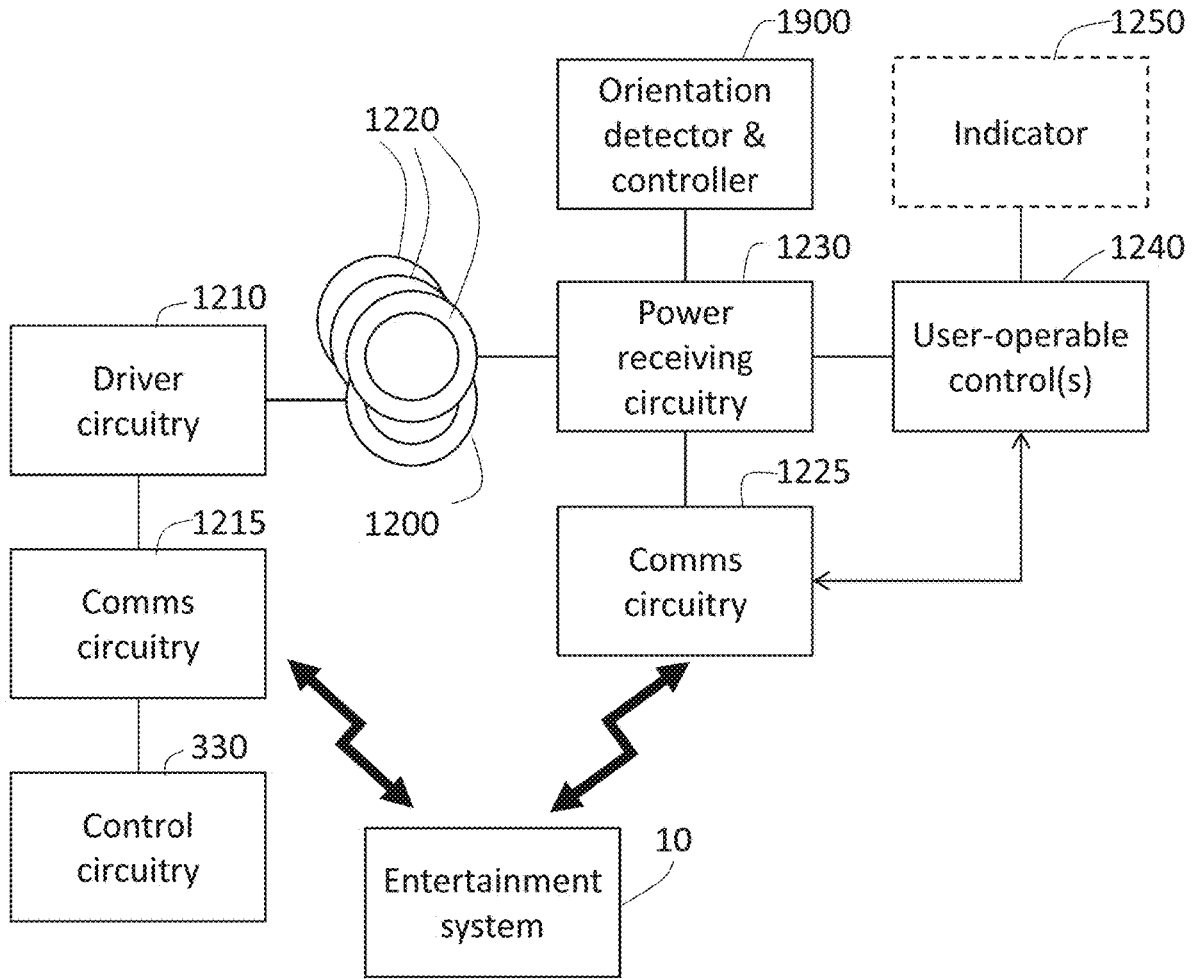 1900
1250
Orientation
detector &
controller
Indicator
1220
1230
1240
1210
Power
receiving
circuitry
User-operable
control(s)
Driver
circuitry
1225
1215
1200
Comms
circuitry
Comms
circuitry
330
Control
circuitry
10
Entertainment
system